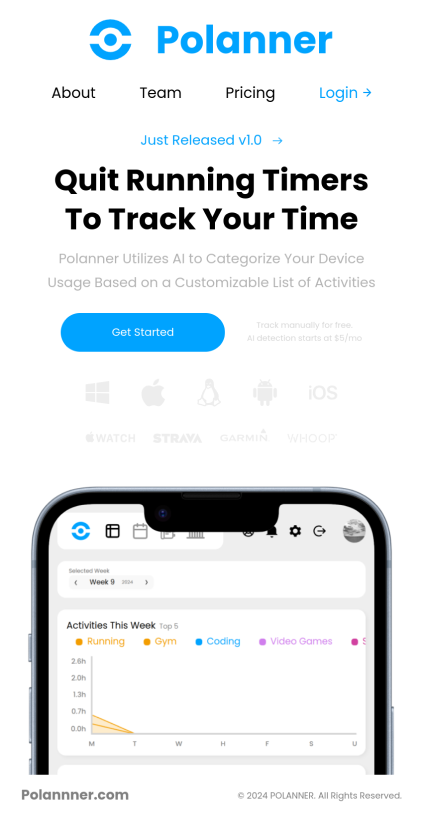 Polanner
About Team Pricing Login →
Just Released v1.0 →
Quit Running Timers
To Track Your Time
Polanner Utilizes AI to Categorize Your Device
Usage Based on a Customizable List of Activities
Get Started
Track manually for free.
AI detection starts at $5/mo
iOS
WATCH STRAVA GARMIN WHOOP
Selected Week
‹ Week 9 2024 ›
Activities This Week Top 5
Running Gym Coding Video Games S
2.6h
2.0h
1.3h
0.7h
0.0h
M T W T F S U
Polannner.com
© 2024 POLANNER. All Rights Reserved.